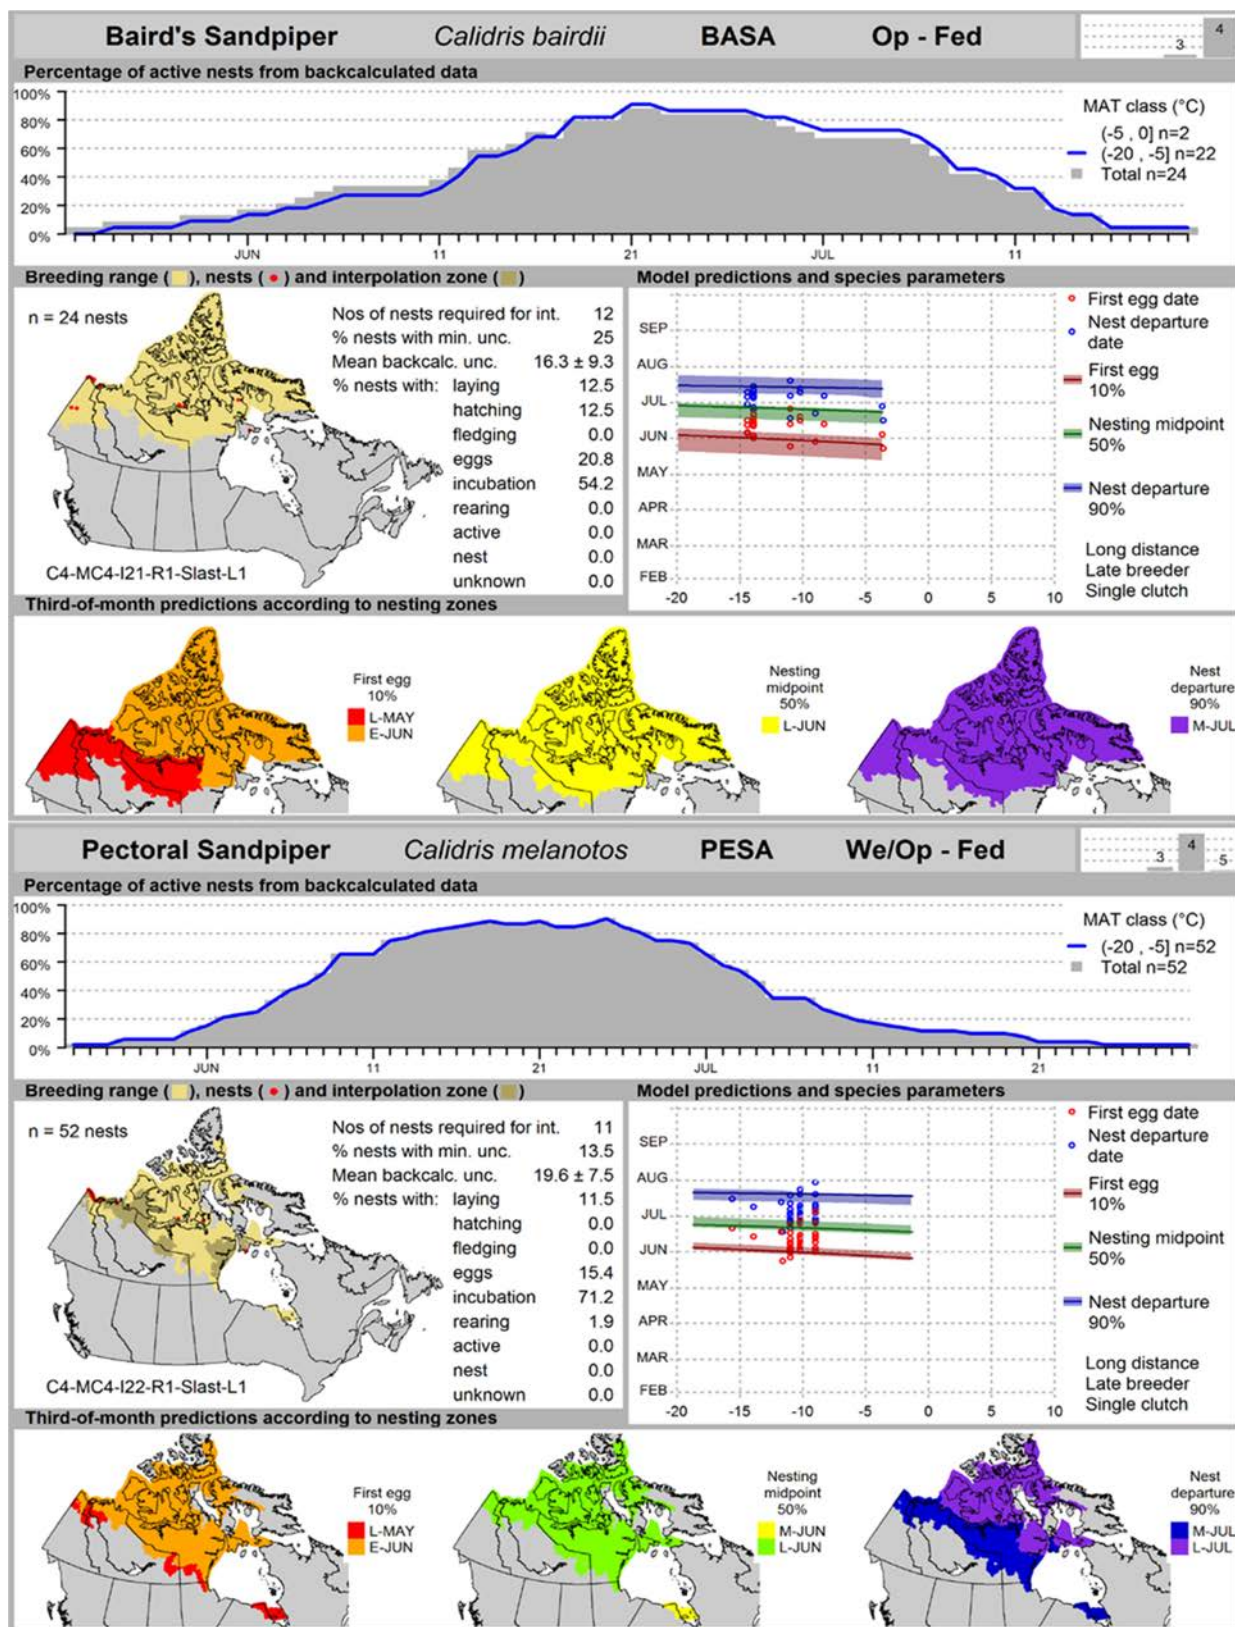 Baird's Sandpiper Calidris bairdii BASA Op - Fed 3 4
Percentage of active nests from backcalculated data
100%
80%
60%
40%
20%
0%
JUN 11 21 JUL 11
MAT class (°C)
(-5 , 0] n=2
(-20 , -5] n=22
Total n=24
Breeding range ( ), nests ( ) and interpolation zone ( )
n = 24 nests
Nos of nests required for int. 12
% nests with min. unc. 25
Mean backcalc. unc. 16.3 ± 9.3
% nests with: laying 12.5
hatching 12.5
fledging 0.0
eggs 20.8
incubation 54.2
rearing 0.0
active 0.0
nest 0.0
unknown 0.0
C4-MC4-I21-R1-Slast-L1
Model predictions and species parameters
SEP
AUG
JUL
JUN
MAY
APR
MAR
FEB
-20 -15 -10 -5 0 5 10
First egg date
Nest departure
date
First egg
10%
Nesting midpoint
50%
Nest departure
90%
Long distance
Late breeder
Single clutch
Third-of-month predictions according to nesting zones
First egg
10%
L-MAY
E-JUN
Nesting
midpoint
50%
L-JUN
Nest
departure
90%
M-JUL
Pectoral Sandpiper Calidris melanotos PESA We/Op - Fed 3 4 5
Percentage of active nests from backcalculated data
100%
80%
60%
40%
20%
0%
JUN 11 21 JUL 11 21
MAT class (°C)
(-20 , -5] n=52
Total n=52
Breeding range ( ), nests ( ) and interpolation zone ( )
n = 52 nests
Nos of nests required for int. 11
% nests with min. unc. 13.5
Mean backcalc. unc. 19.6 ± 7.5
% nests with: laying 11.5
hatching 0.0
fledging 0.0
eggs 15.4
incubation 71.2
rearing 1.9
active 0.0
nest 0.0
unknown 0.0
C4-MC4-I22-R1-Slast-L1
Model predictions and species parameters
SEP
AUG
JUL
JUN
MAY
APR
MAR
FEB
-20 -15 -10 -5 0 5 10
First egg date
Nest departure
date
First egg
10%
Nesting midpoint
50%
Nest departure
90%
Long distance
Late breeder
Single clutch
Third-of-month predictions according to nesting zones
First egg
10%
L-MAY
E-JUN
Nesting
midpoint
50%
M-JUN
L-JUN
Nest
departure
90%
M-JUL
L-JUL